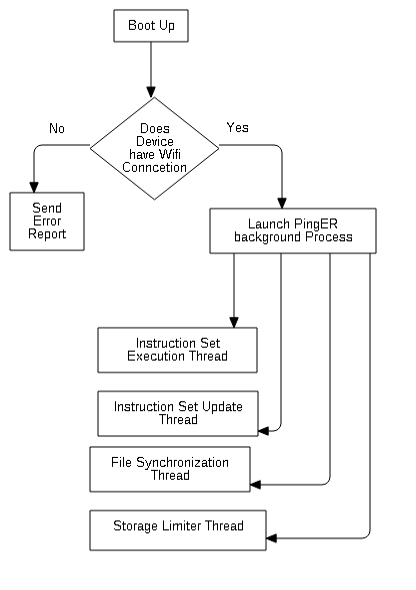 Boot Up
Does
Device
have Wifi
Conncetion
No
Yes
Send
Error
Report
Launch PingER
background Process
Instruction Set
Execution Thread
Instruction Set Update
Thread
File Synchronization
Thread
Storage Limiter Thread